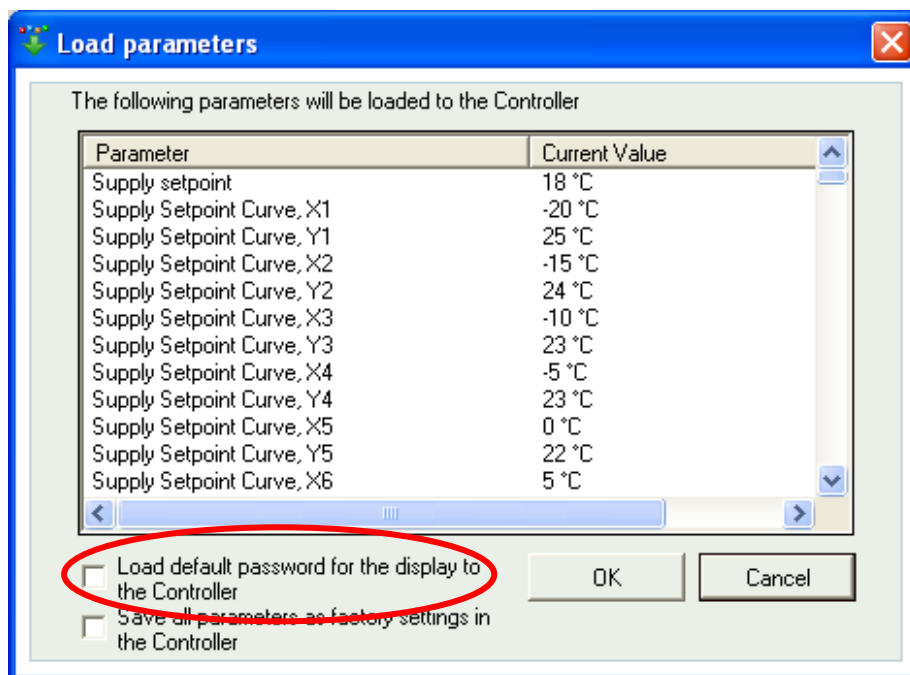 Load parameters
The following parameters will be loaded to the Controller
Parameter Current Value
Supply setpoint 18 °C
Supply Setpoint Curve, X1 -20 °C
Supply Setpoint Curve, Y1 25 °C
Supply Setpoint Curve, X2 -15 °C
Supply Setpoint Curve, Y2 24 °C
Supply Setpoint Curve, X3 -10 °C
Supply Setpoint Curve, Y3 23 °C
Supply Setpoint Curve, X4 -5 °C
Supply Setpoint Curve, Y4 23 °C
Supply Setpoint Curve, X5 0 °C
Supply Setpoint Curve, Y5 22 °C
Supply Setpoint Curve, X6 5 °C
Load default password for the display to
the Controller
OK Cancel
Save all parameters as factory settings in
the Controller